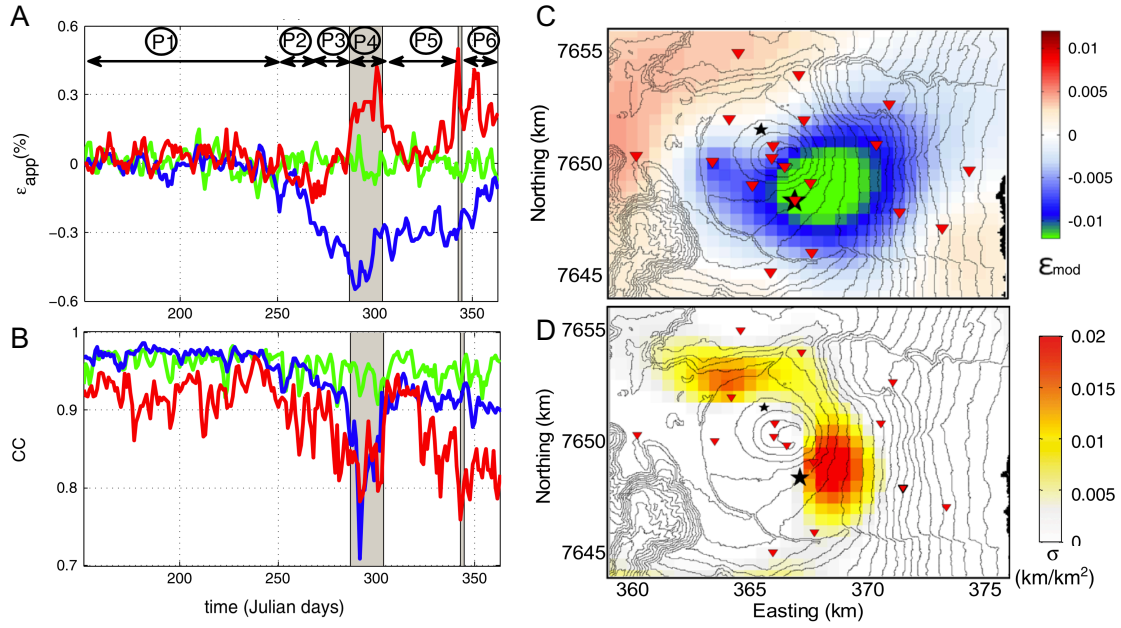 A
0.6
0.3
0
−0.3
−0.6
εapp(%)
P1
P2
P3
P4
P5
P6
200
250
300
350
B
1
0.9
0.8
0.7
CC
200
250
300
350
time (Julian days)
C
7655
7650
7645
Northing (km)
0.01
0.005
0
-0.005
-0.01
εmod
D
7655
7650
7645
Northing (km)
360
365
370
375
Easting (km)
0.02
0.015
0.01
0.005
0
σ
(km/km²)